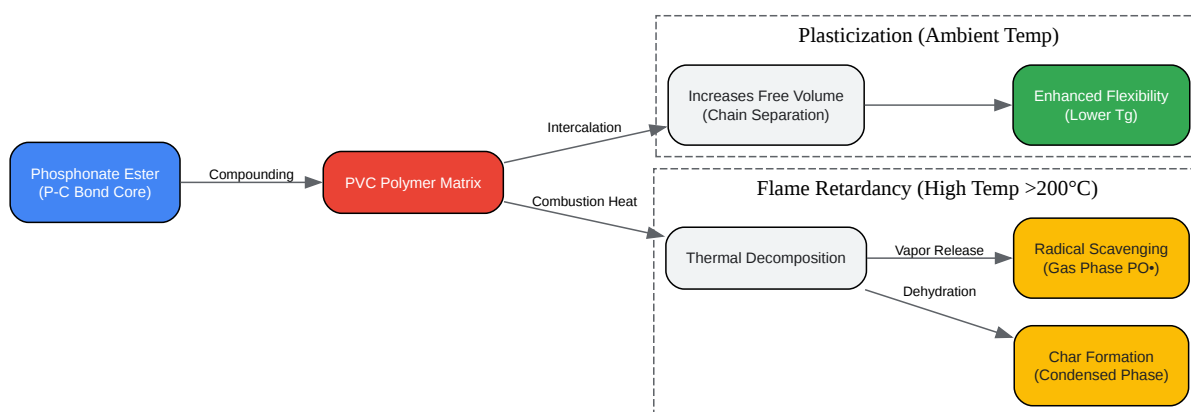 Plasticization (Ambient Temp)
Increases Free Volume
(Chain Separation)
Enhanced Flexibility
(Lower Tg)
Intercalation
Phosphonate Ester
(P-C Bond Core)
Compounding
PVC Polymer Matrix
Combustion Heat
Flame Retardancy (High Temp >200°C)
Thermal Decomposition
Vapor Release
Radical Scavenging
(Gas Phase PO•)
Dehydration
Char Formation
(Condensed Phase)